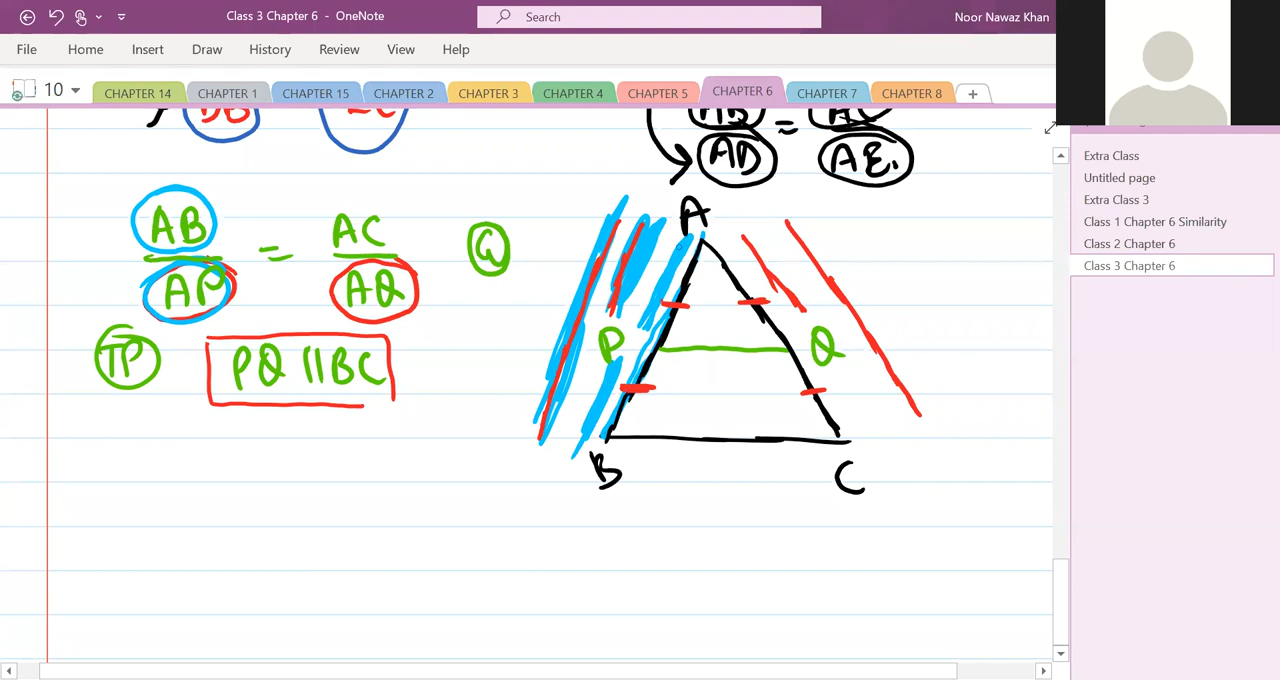 Class 3 Chapter 6 - OneNote
Search
Noor Nawaz Khan
File Home Insert Draw History Review View Help
10
CHAPTER 14 CHAPTER 1 CHAPTER 15 CHAPTER 2 CHAPTER 3 CHAPTER 4 CHAPTER 5 CHAPTER 6 CHAPTER 7 CHAPTER 8 +
Extra Class
Untitled page
Extra Class 3
Class 1 Chapter 6 Similarity
Class 2 Chapter 6
Class 3 Chapter 6
DB
AB = AC
AD AE.
AB = AC
AP AQ
Q
TP PQ || BC
A
P Q
B C